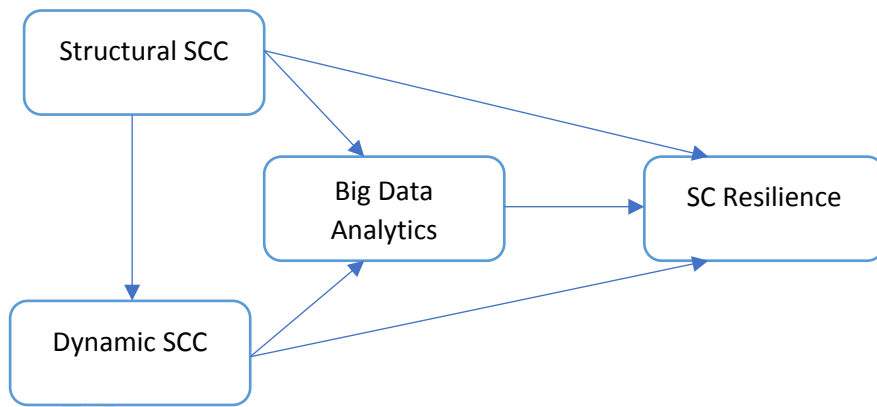 Structural SCC
Big Data
Analytics
SC Resilience
Dynamic SCC